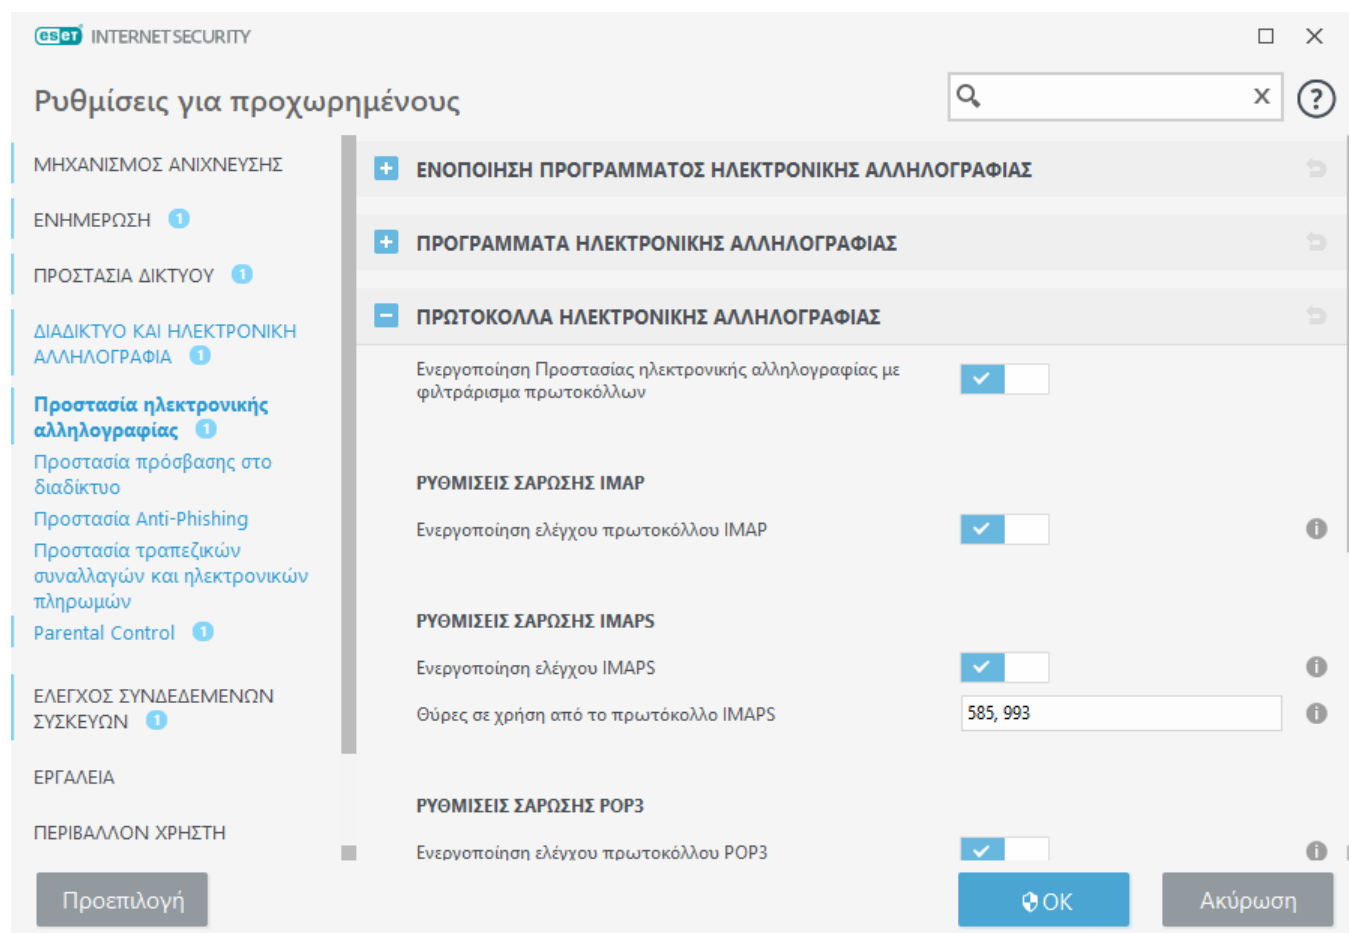 eset INTERNET SECURITY
Ρυθμίσεις για προχωρημένους
x
?
ΜΗΧΑΝΙΣΜΟΣ ΑΝΙΧΝΕΥΣΗΣ
ΕΝΗΜΕΡΩΣΗ 1
ΠΡΟΣΤΑΣΙΑ ΔΙΚΤΥΟΥ 1
ΔΙΑΔΙΚΤΥΟ ΚΑΙ ΗΛΕΚΤΡΟΝΙΚΗ
ΑΛΛΗΛΟΓΡΑΦΙΑ 1
Προστασία ηλεκτρονικής
αλληλογραφίας 1
Προστασία πρόσβασης στο
διαδίκτυο
Προστασία Anti-Phishing
Προστασία τραπεζικών
συναλλαγών και ηλεκτρονικών
πληρωμών
Parental Control 1
ΕΛΕΓΧΟΣ ΣΥΝΔΕΔΕΜΕΝΩΝ
ΣΥΣΚΕΥΩΝ 1
ΕΡΓΑΛΕΙΑ
ΠΕΡΙΒΑΛΛΟΝ ΧΡΗΣΤΗ
ΕΝΟΠΟΙΗΣΗ ΠΡΟΓΡΑΜΜΑΤΟΣ ΗΛΕΚΤΡΟΝΙΚΗΣ ΑΛΛΗΛΟΓΡΑΦΙΑΣ
ΠΡΟΓΡΑΜΜΑΤΑ ΗΛΕΚΤΡΟΝΙΚΗΣ ΑΛΛΗΛΟΓΡΑΦΙΑΣ
ΠΡΩΤΟΚΟΛΛΑ ΗΛΕΚΤΡΟΝΙΚΗΣ ΑΛΛΗΛΟΓΡΑΦΙΑΣ
Ενεργοποίηση Προστασίας ηλεκτρονικής αλληλογραφίας με
φιλτράρισμα πρωτοκόλλων
ΡΥΘΜΙΣΕΙΣ ΣΑΡΩΣΗΣ IMAP
Ενεργοποίηση ελέγχου πρωτοκόλλου IMAP
ΡΥΘΜΙΣΕΙΣ ΣΑΡΩΣΗΣ IMAPS
Ενεργοποίηση ελέγχου IMAPS
Θύρες σε χρήση από το πρωτόκολλο IMAPS 585, 993
ΡΥΘΜΙΣΕΙΣ ΣΑΡΩΣΗΣ POP3
Ενεργοποίηση ελέγχου πρωτοκόλλου POP3
Προεπιλογή
OK
Ακύρωση